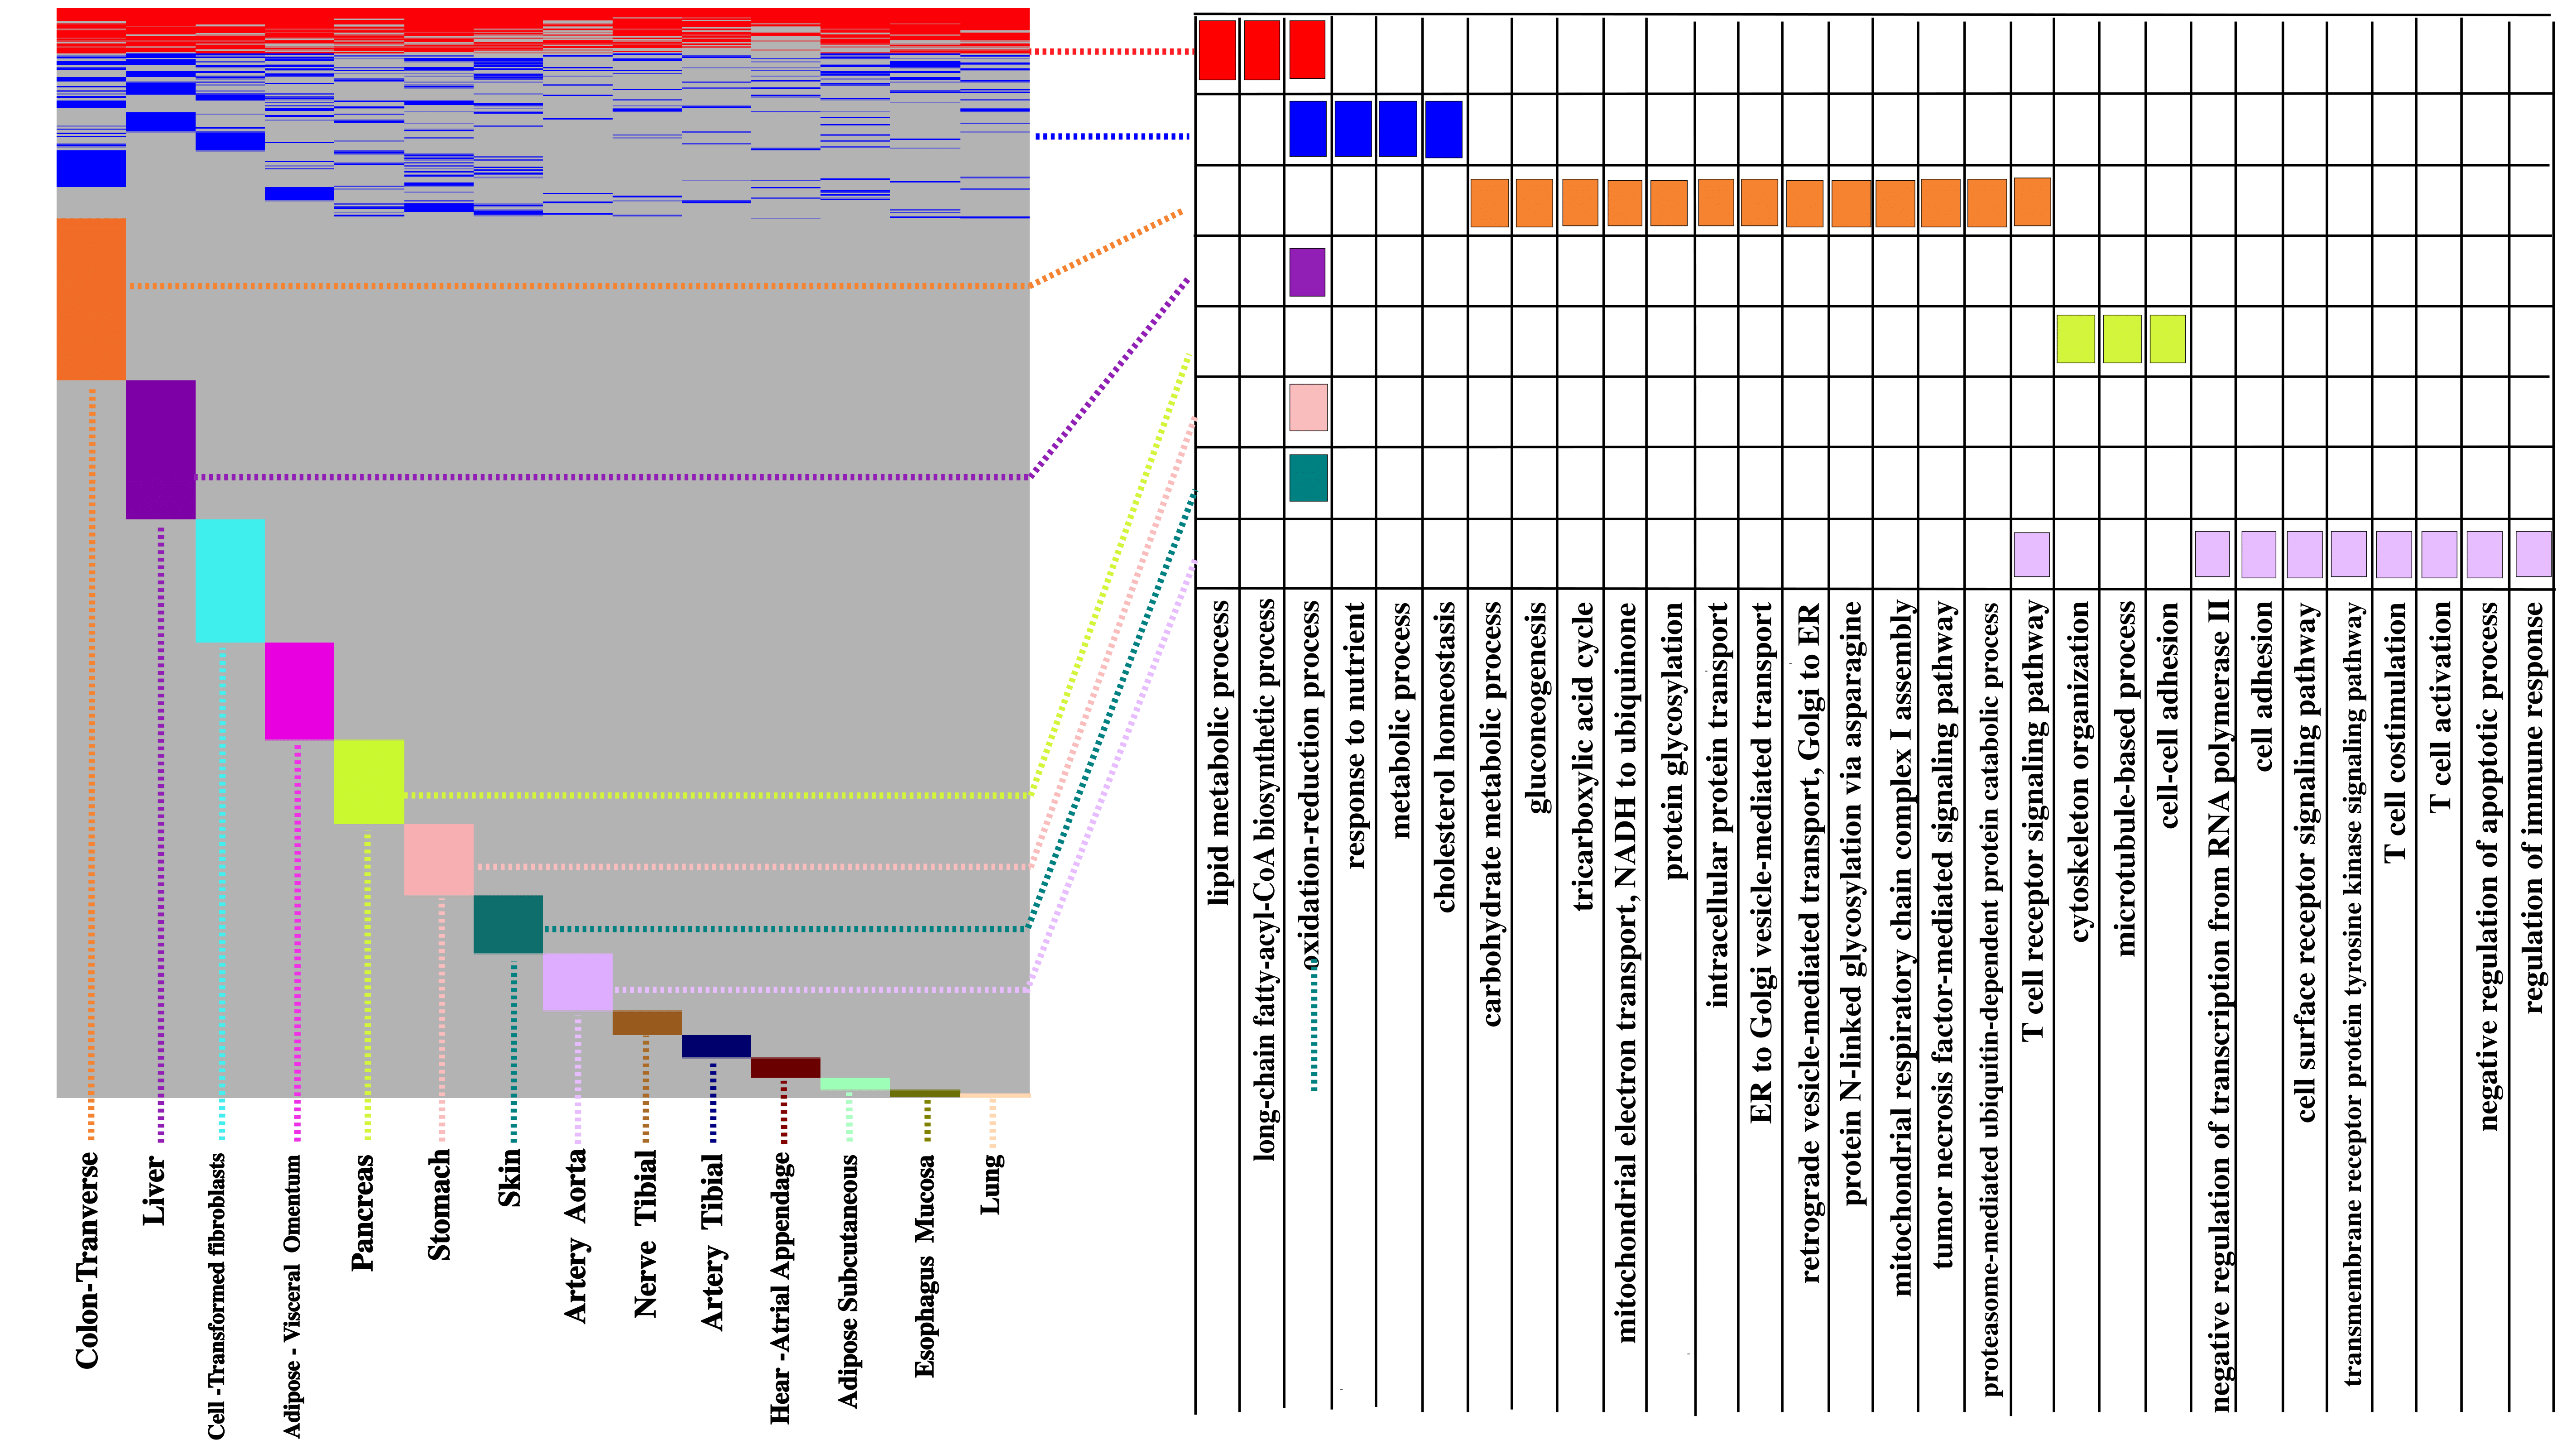 Colon-Tranverse
Liver
Cell -Transformed fibroblasts
Adipose - Visceral Omentum
Pancreas
Stomach
Skin
Artery Aorta
Nerve Tibial
Artery Tibial
Hear -Atrial Appendage
Adipose Subcutaneous
Esophagus Mucosa
Lung
lipid metabolic process
long-chain fatty-acyl-CoA biosynthetic process
oxidation-reduction process
response to nutrient
metabolic process
cholesterol homeostasis
carbohydrate metabolic process
gluconeogenesis
tricarboxylic acid cycle
mitochondrial electron transport, NADH to ubiquinone
protein glycosylation
intracellular protein transport
ER to Golgi vesicle-mediated transport
retrograde vesicle-mediated transport, Golgi to ER
protein N-linked glycosylation via asparagine
mitochondrial respiratory chain complex I assembly
tumor necrosis factor-mediated signaling pathway
proteasome-mediated ubiquitin-dependent protein catabolic process
T cell receptor signaling pathway
cytoskeleton organization
microtubule-based process
cell-cell adhesion
negative regulation of transcription from RNA polymerase II
cell adhesion
cell surface receptor signaling pathway
transmembrane receptor protein tyrosine kinase signaling pathway
T cell costimulation
T cell activation
negative regulation of apoptotic process
regulation of immune response